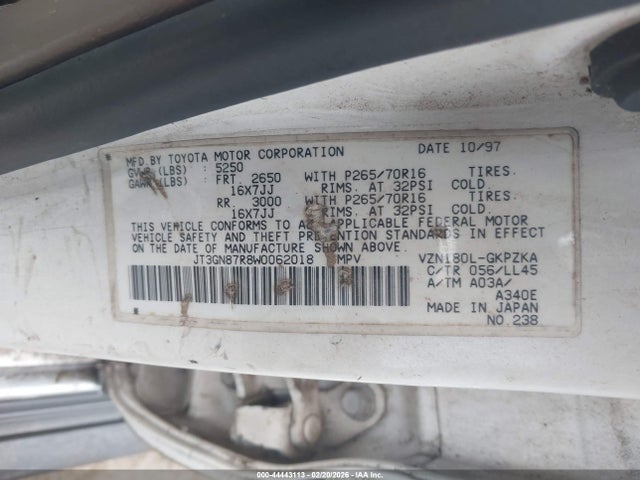 MFD.BY TOYOTA MOTOR CORPORATION DATE 10/97
GVWR (LBS) : 5250
GAWR (LBS) : FRT 2650 WITH P265/70R16 TIRES.
16X7JJ RIMS. AT 32PSI COLD.
RR. 3000 WITH P265/70R16 TIRES.
16X7JJ RIMS. AT 32PSI COLD.
THIS VEHICLE CONFORMS TO ALL APPLICABLE FEDERAL MOTOR
VEHICLE SAFETY AND THEFT PREVENTION STANDARDS IN EFFECT
ON THE DATE OF MANUFACTURE SHOWN ABOVE.
JT3GN87R8W0062018 MPV VZN180L-GKPZKA
C/TR 056/LL45
A/TM A03A/
A340E
MADE IN JAPAN
NO.238
000-44443113 - 02/20/2026 - IAA Inc.